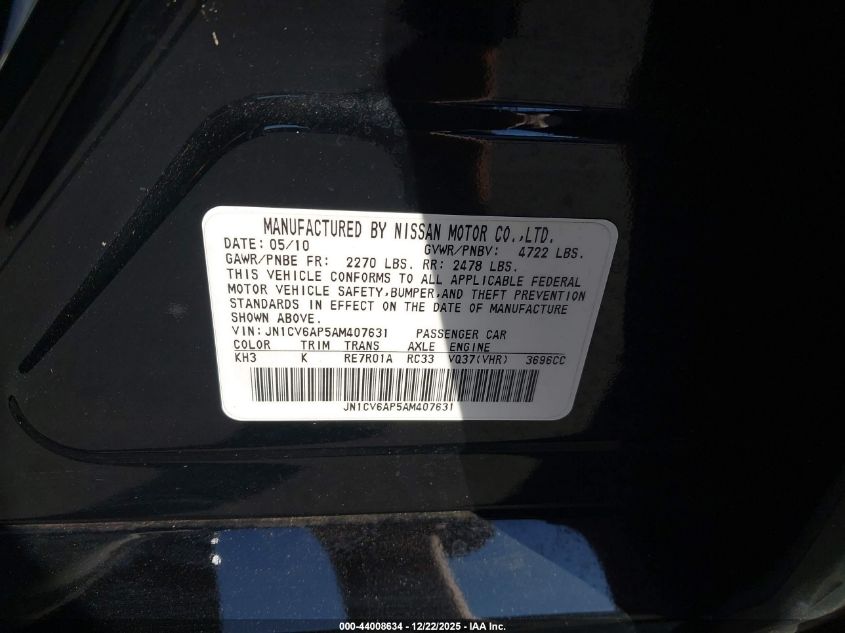 MANUFACTURED BY NISSAN MOTOR CO.,LTD.
DATE: 05/10 GVWR/PNBV: 4722 LBS.
GAWR/PNBE FR: 2270 LBS. RR: 2478 LBS.
THIS VEHICLE CONFORMS TO ALL APPLICABLE FEDERAL
MOTOR VEHICLE SAFETY,BUMPER,AND THEFT PREVENTION
STANDARDS IN EFFECT ON THE DATE OF MANUFACTURE
SHOWN ABOVE.
VIN: JN1CV6AP5AM407631 PASSENGER CAR
COLOR TRIM TRANS AXLE ENGINE
KH3 K RE7R01A RC33 VQ37(VHR) 3696CC
JN1CV6AP5AM407631
000-44008634 - 12/22/2025 - IAA Inc.